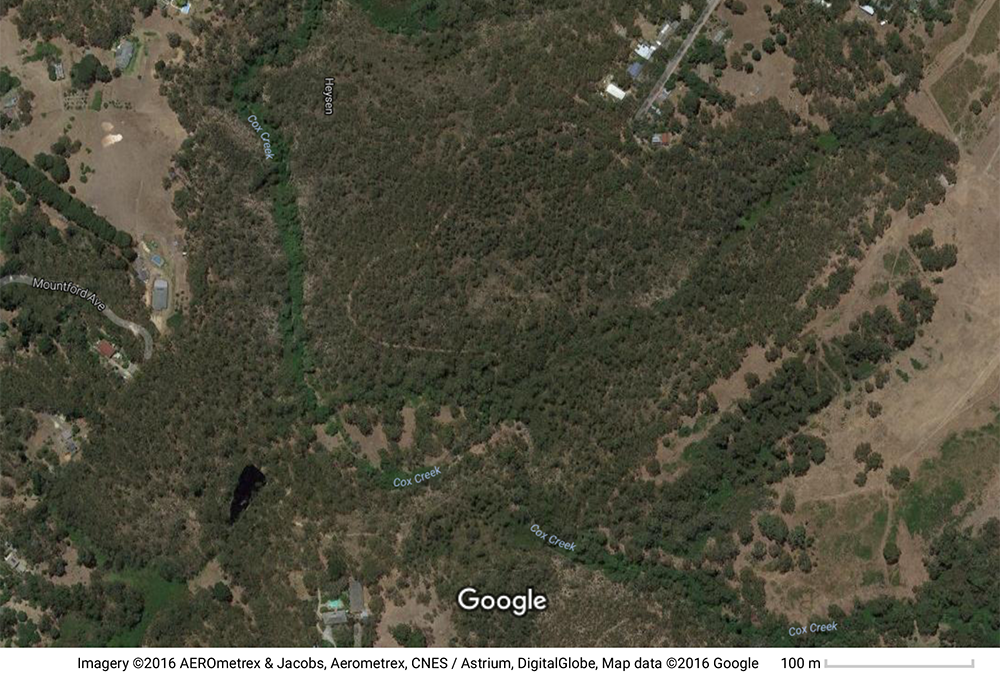 Heysen
Cox Creek
Mountford Ave
Cox Creek
Cox Creek
Google
Cox Creek
Imagery ©2016 AEROmetrex & Jacobs, Aerometrex, CNES / Astrium, DigitalGlobe, Map data ©2016 Google 100 m